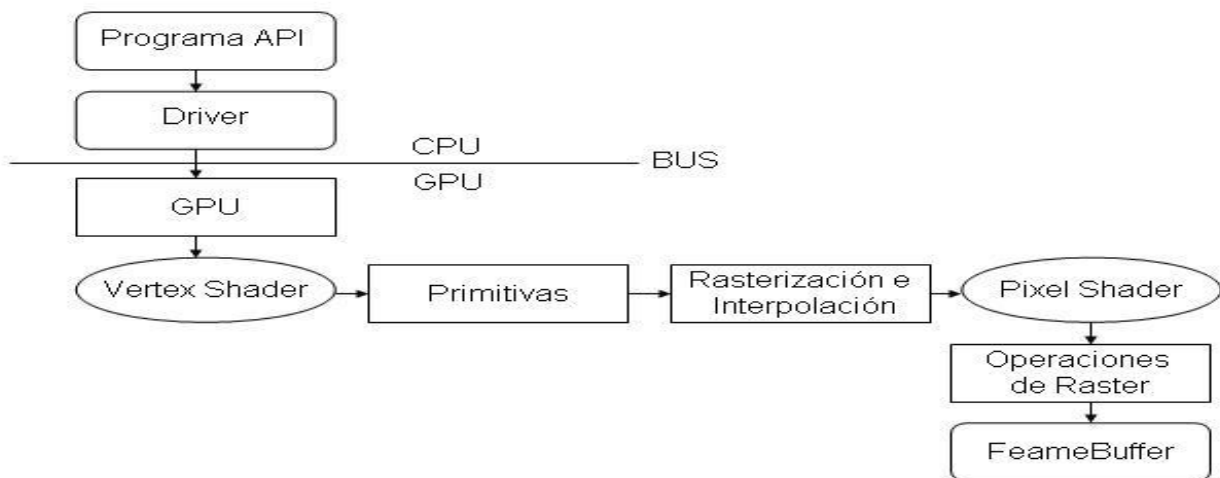 Programa API
Driver
CPU
BUS
GPU
GPU
Vertex Shader
Primitivas
Rasterización e
Interpolación
Pixel Shader
Operaciones
de Raster
FeameBuffer